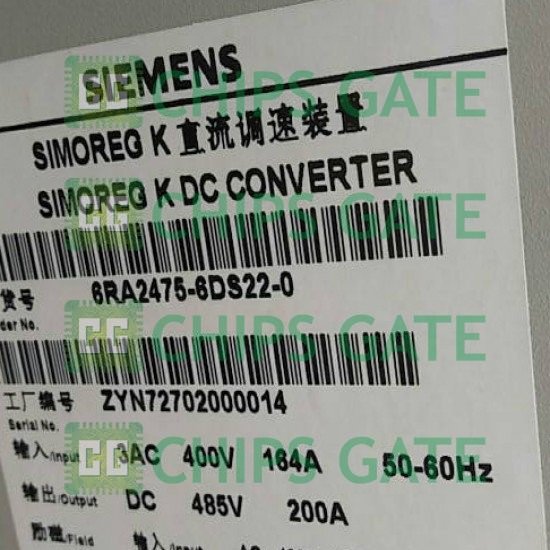 SIEMENS
SIMOREG K 直流调速装置
SIMOREG K DC CONVERTER
货号 6RA2475-6DS22-0
der No.
工厂编号 ZYN72702000014
Serial No.
输入/Input 3AC 400V 164A 50-60Hz
输出/Output DC 485V 200A
励磁/Field 输入
CHIPS GATE
CHIPS GATE
CHIPS GATE
CHIPS GATE